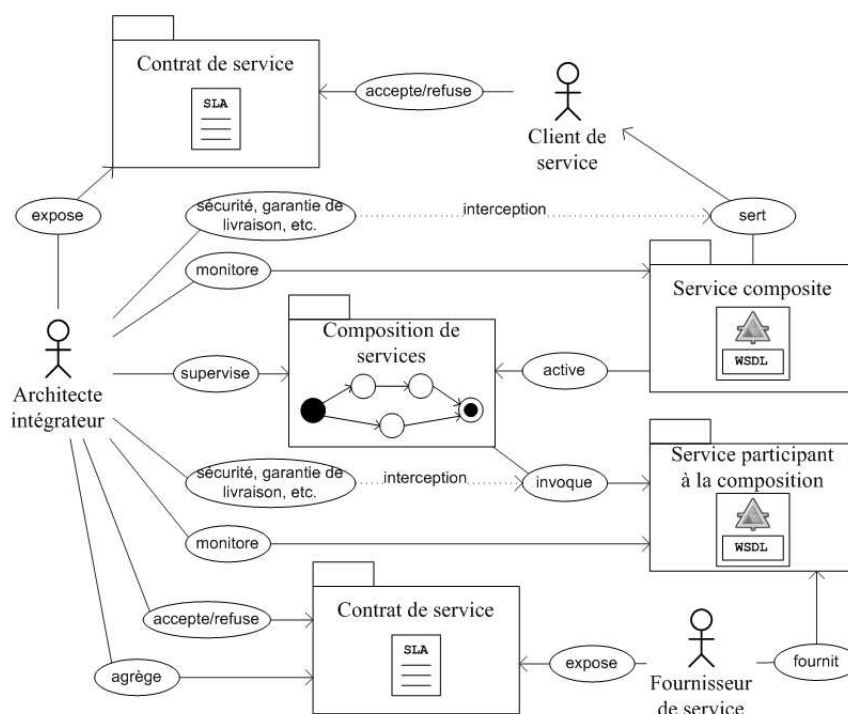 Contrat de service
SLA
accepte/refuse
Client de
service
expose
sécurité, garantie de
livraison, etc.
interception
sert
monitore
Service composite
WSDL
Composition de
services
supervise
active
Architecte
intégrateur
Service participant
à la composition
WSDL
sécurité, garantie de
livraison, etc.
interception
invoque
monitore
Contrat de service
SLA
accepte/refuse
agrège
expose
Fournisseur
de service
fournit